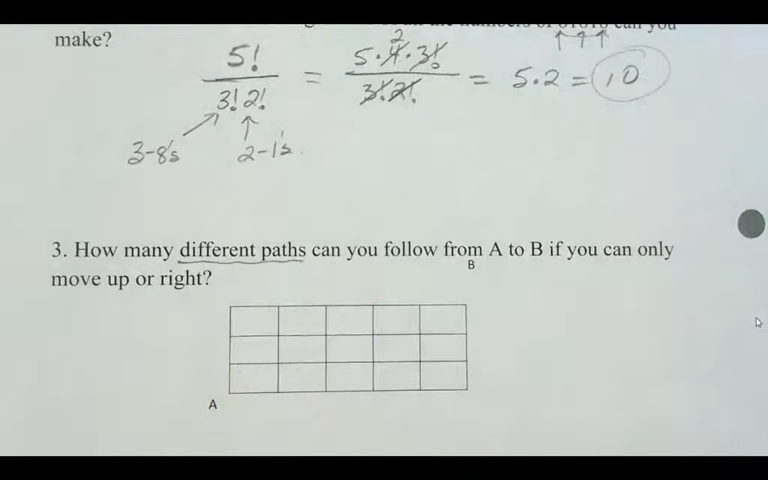 make?
5! / 3! 2! = 5 · 4 · 3! / 3! 2! = 5 · 2 = 10
2
3-8's 2-1's
3. How many different paths can you follow from A to B if you can only
B
move up or right?
A